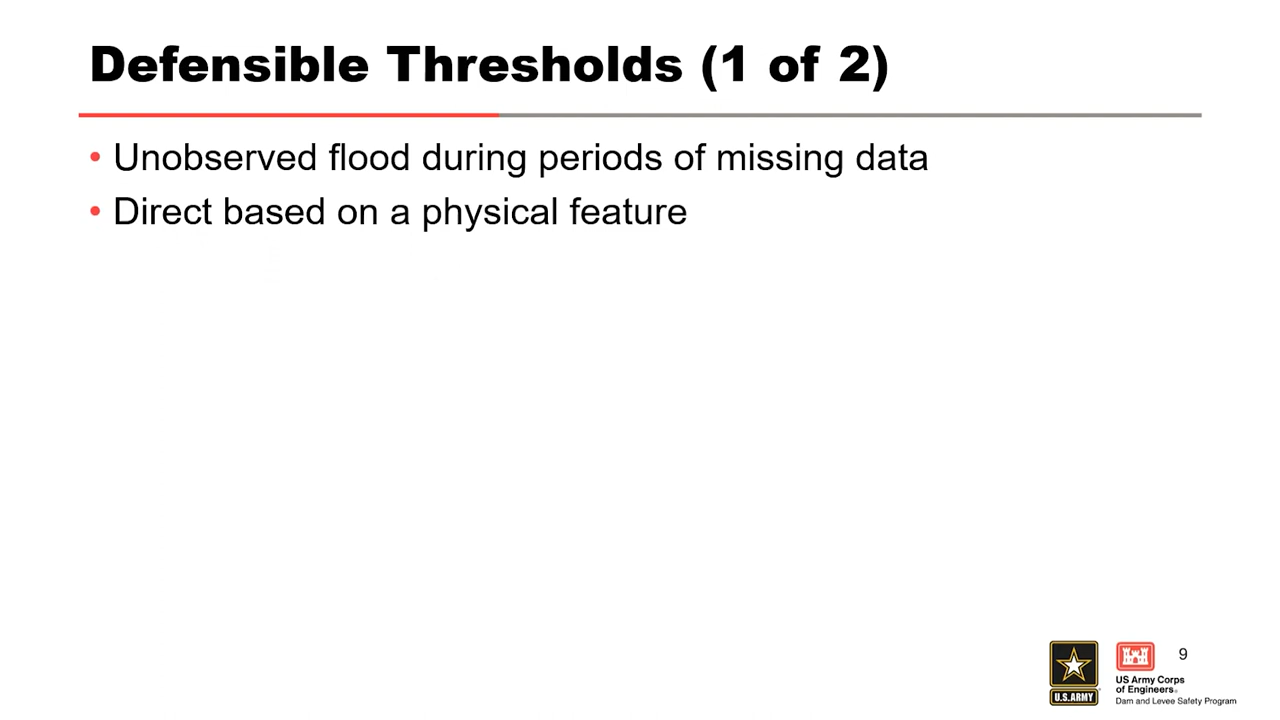 Defensible Thresholds (1 of 2)
• Unobserved flood during periods of missing data
• Direct based on a physical feature
U.S.ARMY
US Army Corps
of Engineers®
Dam and Levee Safety Program
9